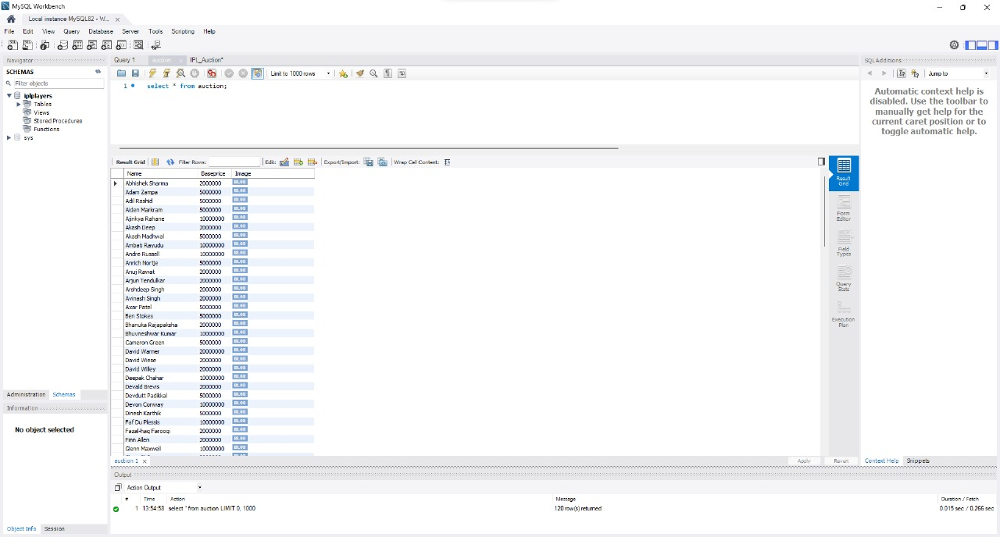 MySQL Workbench
Local instance MySQL82 - W...
File Edit View Query Database Server Tools Scripting Help
Navigator
SCHEMAS
Filter objects
iplplayers
Tables
Views
Stored Procedures
Functions
sys
Administration Schemas
Information
No object selected
Object Info Session
Query 1 auction IPL_Auction*
Limit to 1000 rows
1 select * from auction;
Result Grid Filter Rows: Edit: Export/Import: Wrap Cell Content:
Name Baseprice Image
Abhishek Sharma 2000000 BLOB
Adam Zampa 5000000 BLOB
Adil Rashid 5000000 BLOB
Aiden Markram 5000000 BLOB
Ajinkya Rahane 10000000 BLOB
Akash Deep 2000000 BLOB
Akash Madhwal 5000000 BLOB
Ambati Rayudu 10000000 BLOB
Andre Russell 10000000 BLOB
Anrich Nortje 5000000 BLOB
Anuj Rawat 2000000 BLOB
Arjun Tendulkar 2000000 BLOB
Arshdeep Singh 2000000 BLOB
Avinash Singh 2000000 BLOB
Axar Patel 5000000 BLOB
Ben Stokes 5000000 BLOB
Bhanuka Rajapaksha 2000000 BLOB
Bhuvneshwar Kumar 10000000 BLOB
Cameron Green 5000000 BLOB
David Warner 20000000 BLOB
David Wiese 2000000 BLOB
David Willey 2000000 BLOB
Deepak Chahar 10000000 BLOB
Devald Brevis 2000000 BLOB
Devdutt Padikkal 5000000 BLOB
Devon Conway 10000000 BLOB
Dinesh Karthik 5000000 BLOB
Faf Du Plessis 10000000 BLOB
Fazal-haq Farooqi 2000000 BLOB
Finn Allen 2000000 BLOB
Glenn Maxwell 10000000 BLOB
Result Grid
Form Editor
Field Types
Query Stats
Execution Plan
auction 1 Apply Revert
Output
Action Output
# Time Action Message Duration / Fetch
1 13:54:58 select * from auction LIMIT 0, 1000 120 row(s) returned 0.015 sec / 0.266 sec
SQLAdditions
Jump to
Automatic context help is
disabled. Use the toolbar to
manually get help for the
current caret position or to
toggle automatic help.
Context Help Snippets